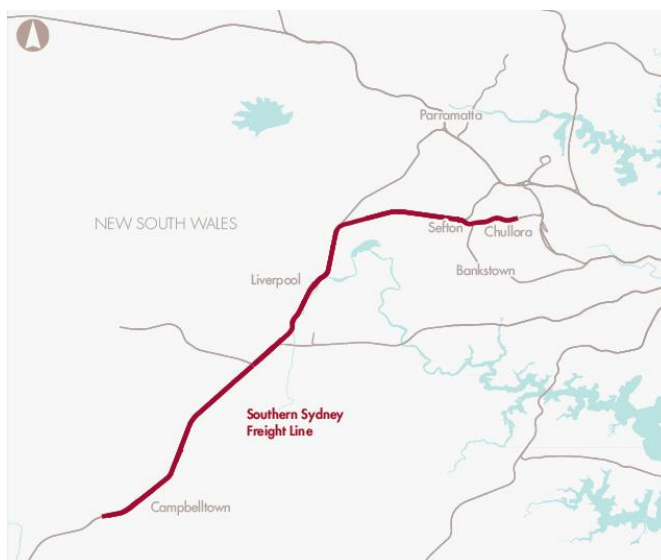 Parramatta
NEW SOUTH WALES
Sefton
Chullora
Bankstown
Liverpool
Southern Sydney
Freight Line
Campbelltown